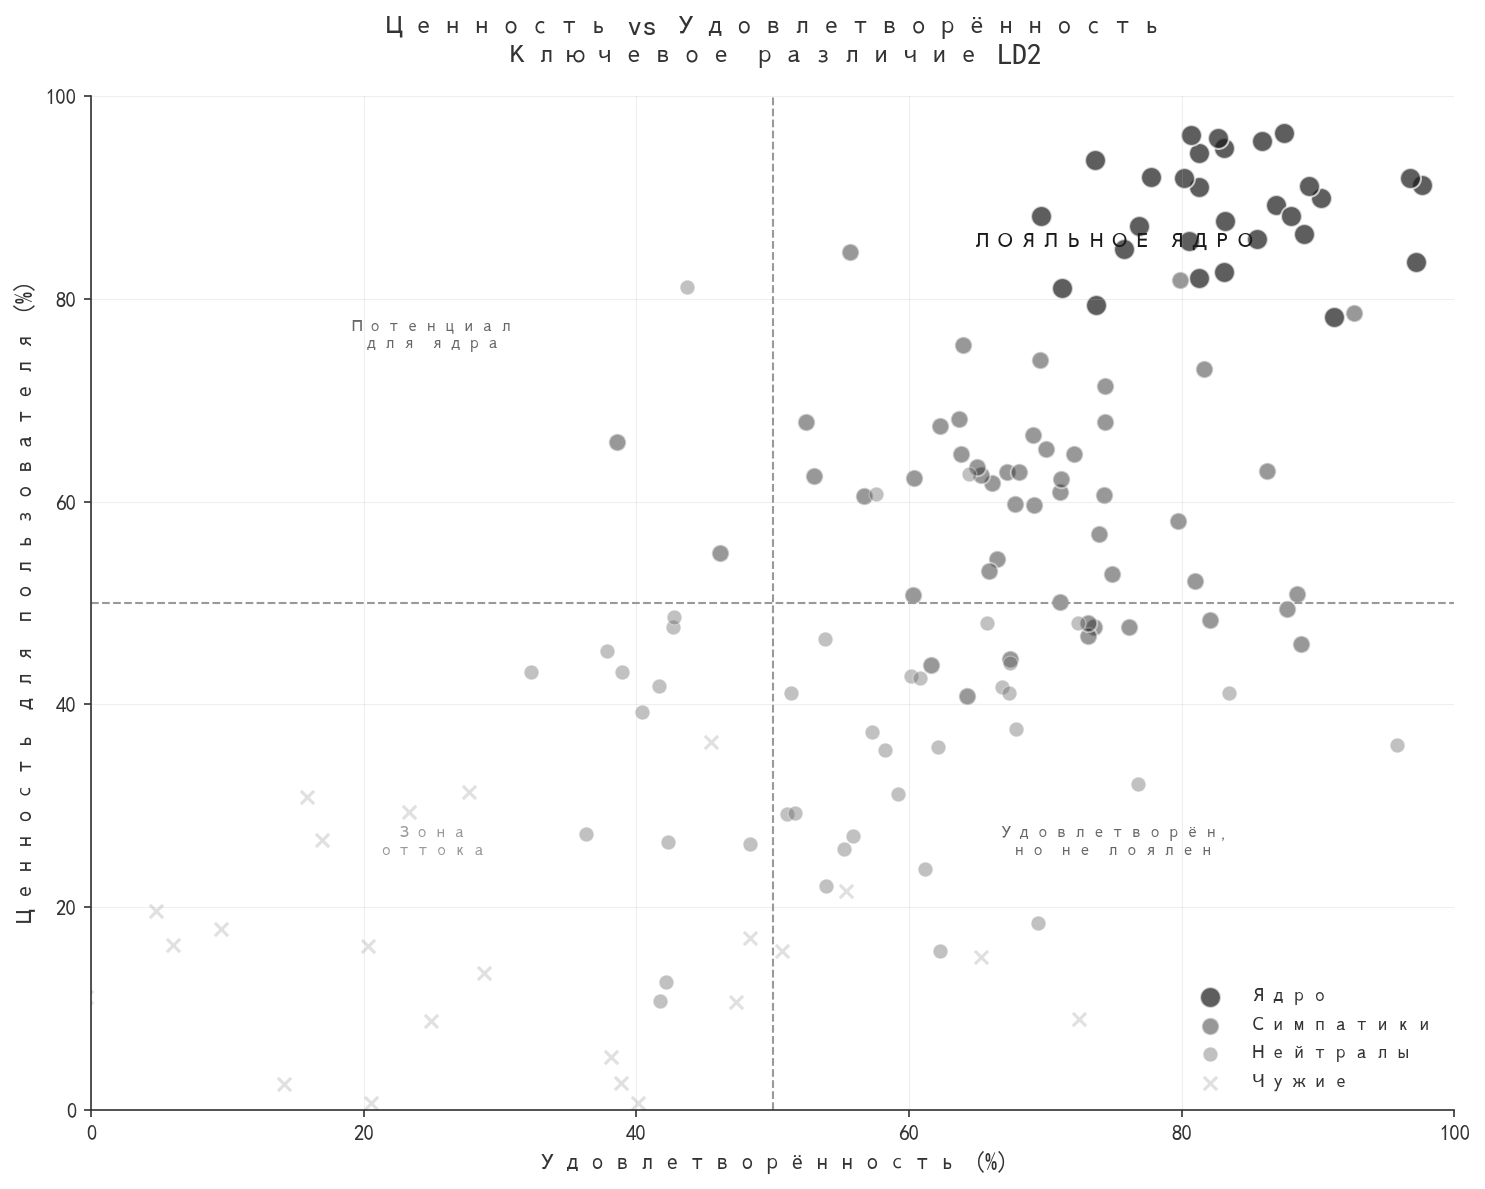 Ценность vs Удовлетворённость
Ключевое различие LD2
Ценность для пользователя (%)
100
80
60
40
20
0
ЛОЯЛЬНОЕ ЯДРО
Потенциал
для ядра
Зона
оттока
Удовлетворён,
но не лоялен
Ядро
Симпатики
Нейтралы
Чужие
0
20
40
60
80
100
Удовлетворённость (%)